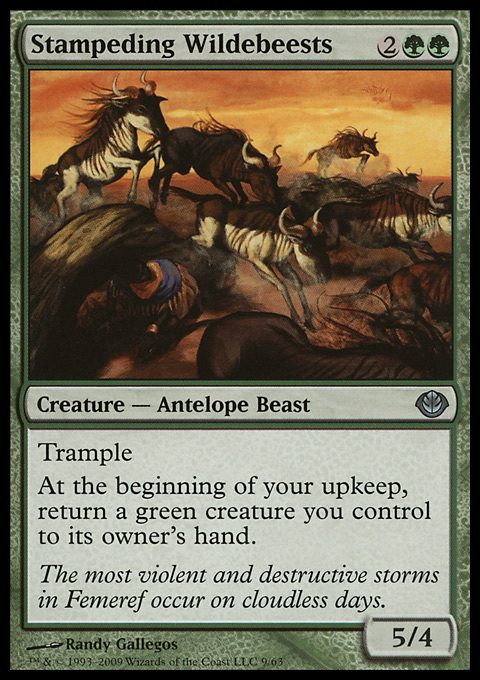 Stampeding Wildebeests 2
Creature — Antelope Beast
Trample
At the beginning of your upkeep,
return a green creature you control
to its owner's hand.
The most violent and destructive storms
in Femeref occur on cloudless days.
5/4
Randy Gallegos
™ & © 1993–2009 Wizards of the Coast LLC 9/63